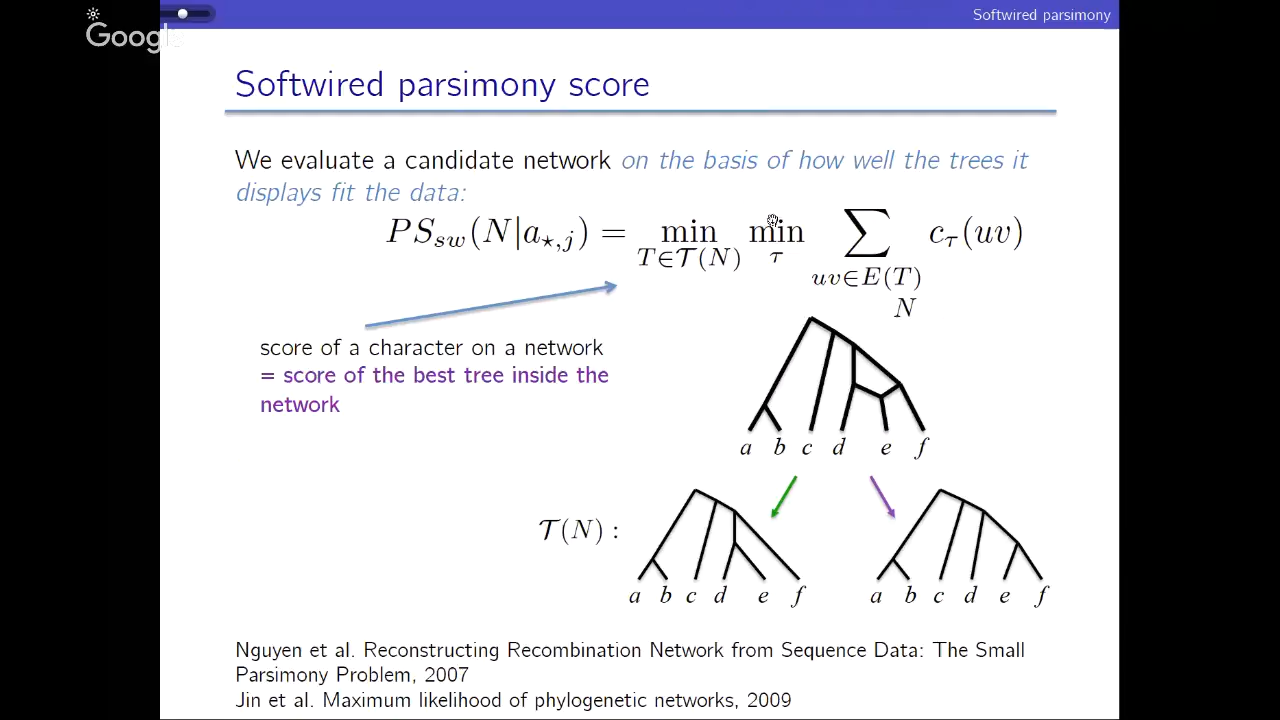 Softwired parsimony
Google
Softwired parsimony score
We evaluate a candidate network on the basis of how well the trees it
displays fit the data:
PS_{sw}(N|a_{⋆,j}) = min_{T∈𝒯(N)} min_τ ∑_{uv∈E(T)} c_τ(uv)
N
score of a character on a network
= score of the best tree inside the
network
a b c d e f
𝒯(N) :
a b c d e f
a b c d e f
Nguyen et al. Reconstructing Recombination Network from Sequence Data: The Small
Parsimony Problem, 2007
Jin et al. Maximum likelihood of phylogenetic networks, 2009